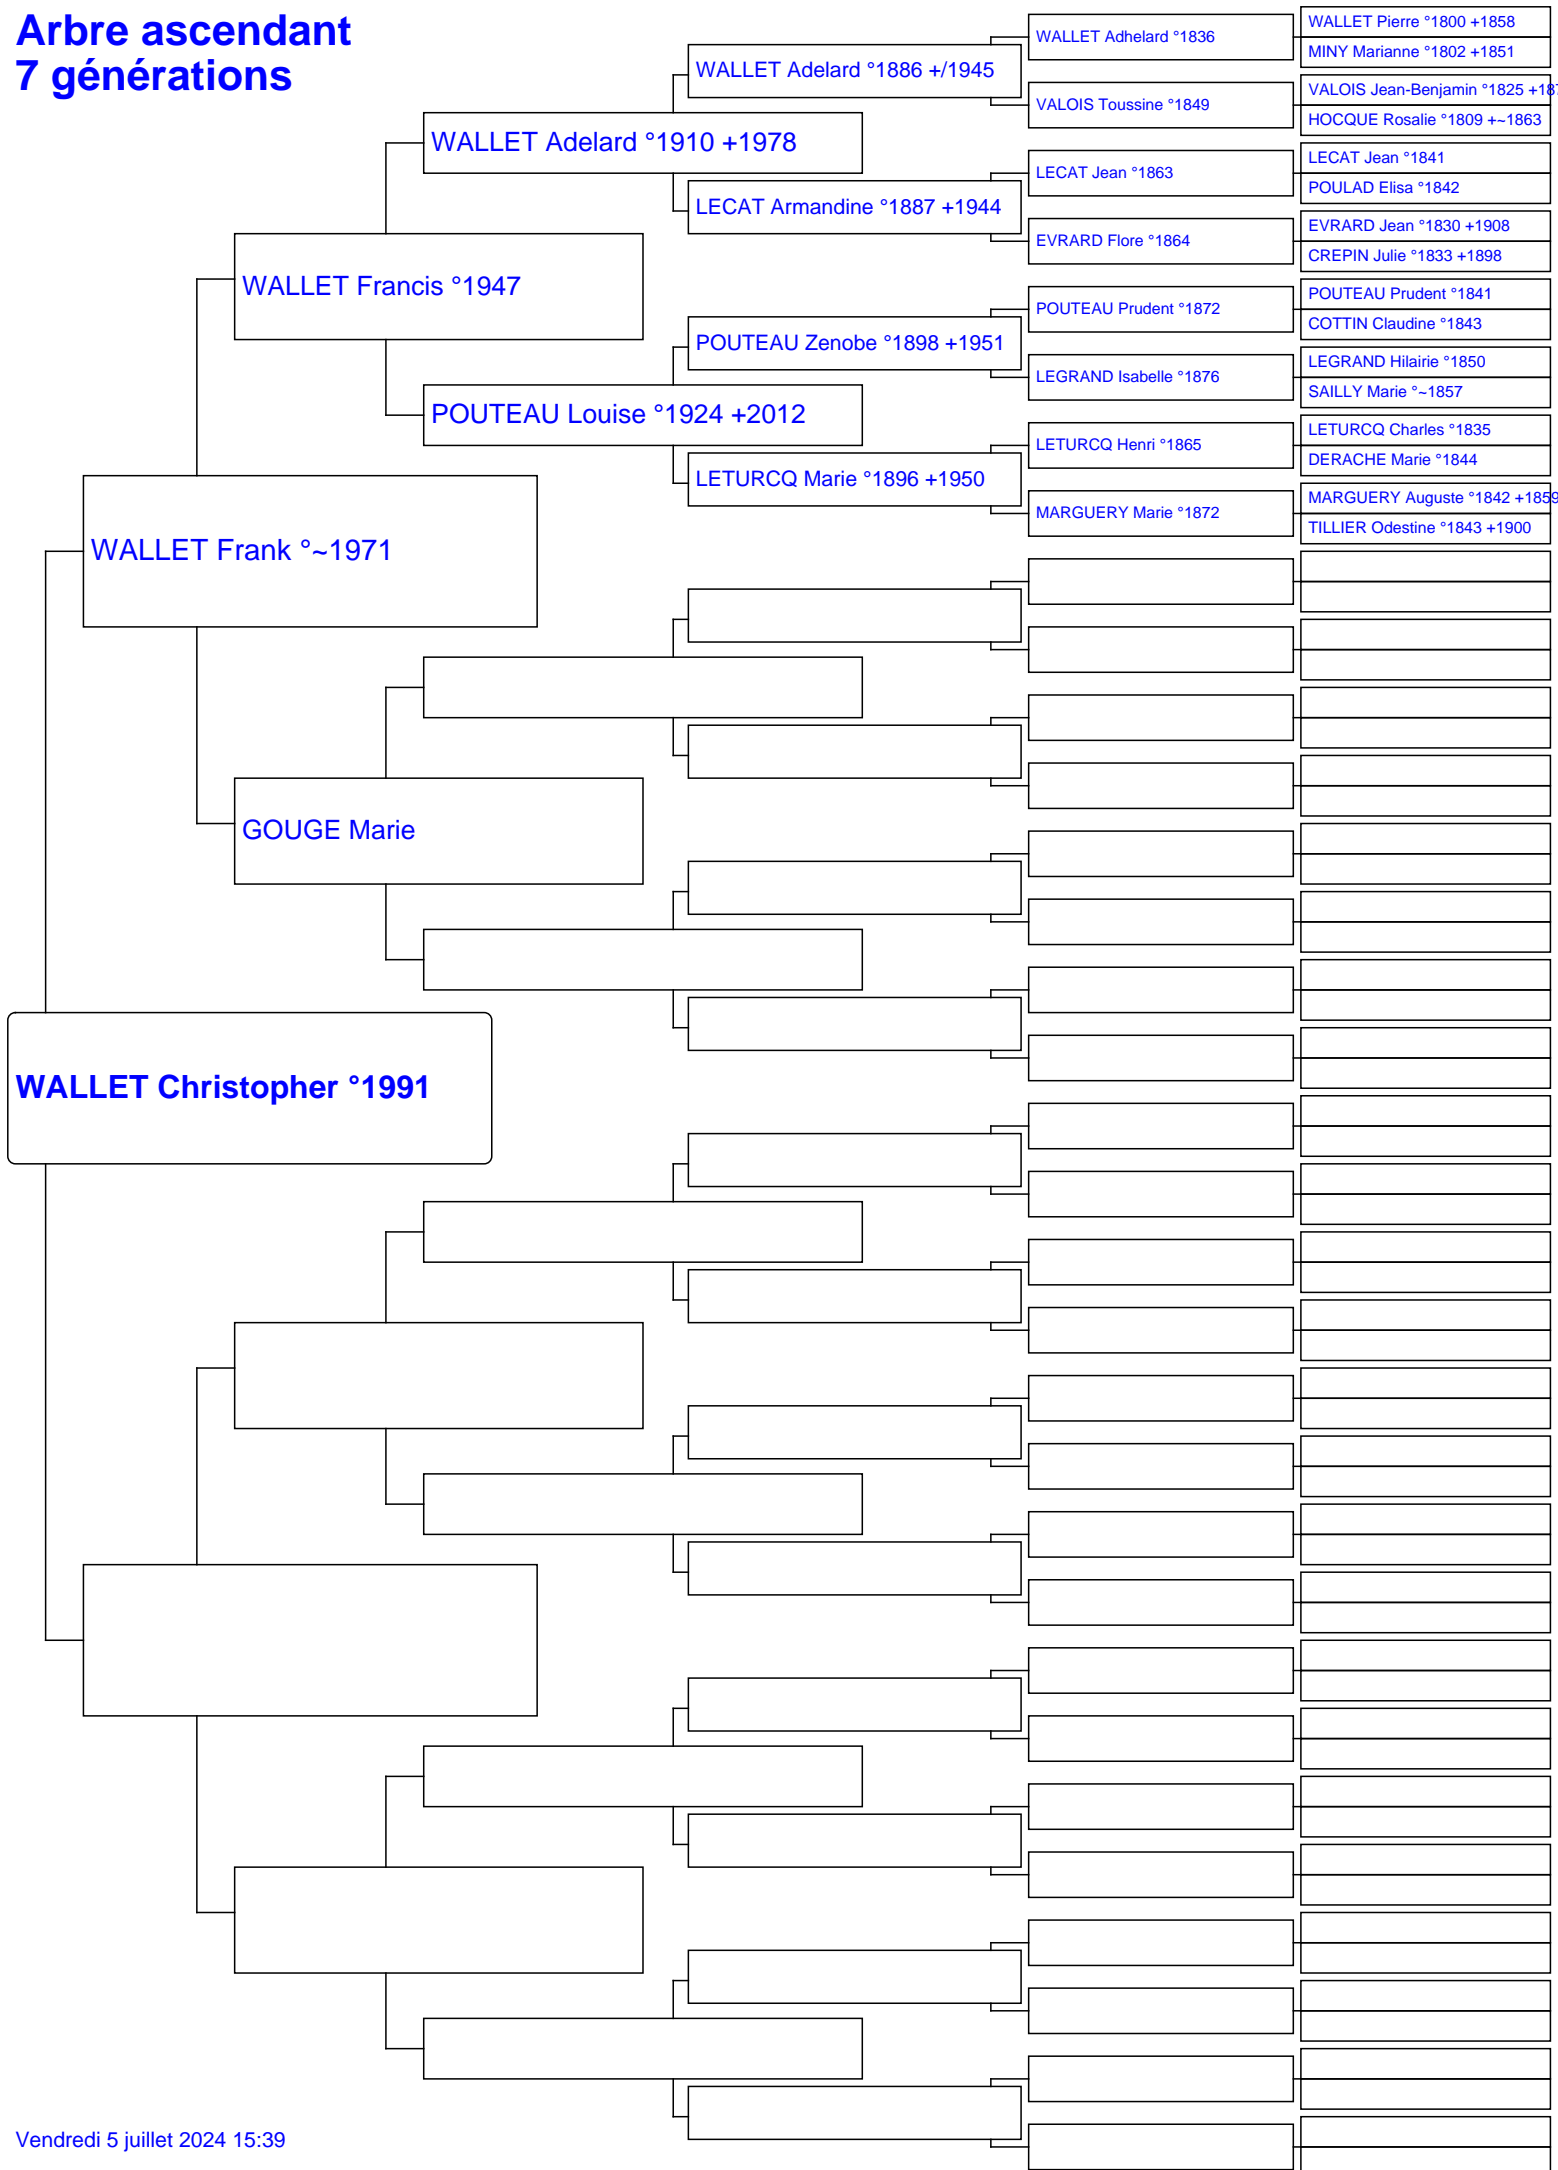 Arbre ascendant
7 générations
WALLET Christopher °1991
WALLET Frank °~1971
WALLET Francis °1947
GOUGE Marie
WALLET Adelard °1910 +1978
POUTEAU Louise °1924 +2012
WALLET Adelard °1886 +/1945
LECAT Armandine °1887 +1944
POUTEAU Zenobe °1898 +1951
LETURCQ Marie °1896 +1950
WALLET Adhelard °1836
VALOIS Toussine °1849
LECAT Jean °1863
EVRARD Flore °1864
POUTEAU Prudent °1872
LEGRAND Isabelle °1876
LETURCQ Henri °1865
MARGUERY Marie °1872
WALLET Pierre °1800 +1858
MINY Marianne °1802 +1851
VALOIS Jean-Benjamin °1825
HOCQUE Rosalie °1809 +~1863
LECAT Jean °1841
POULAD Elisa °1842
EVRARD Jean °1830 +1908
CREPIN Julie °1833 +1898
POUTEAU Prudent °1841
COTTIN Claudine °1843
LEGRAND Hilairie °1850
SAILLY Marie °~1857
LETURCQ Charles °1835
DERACHE Marie °1844
MARGUERY Auguste °1842 +1859
TILLIER Odestine °1843 +1900
Vendredi 5 juillet 2024 15:39